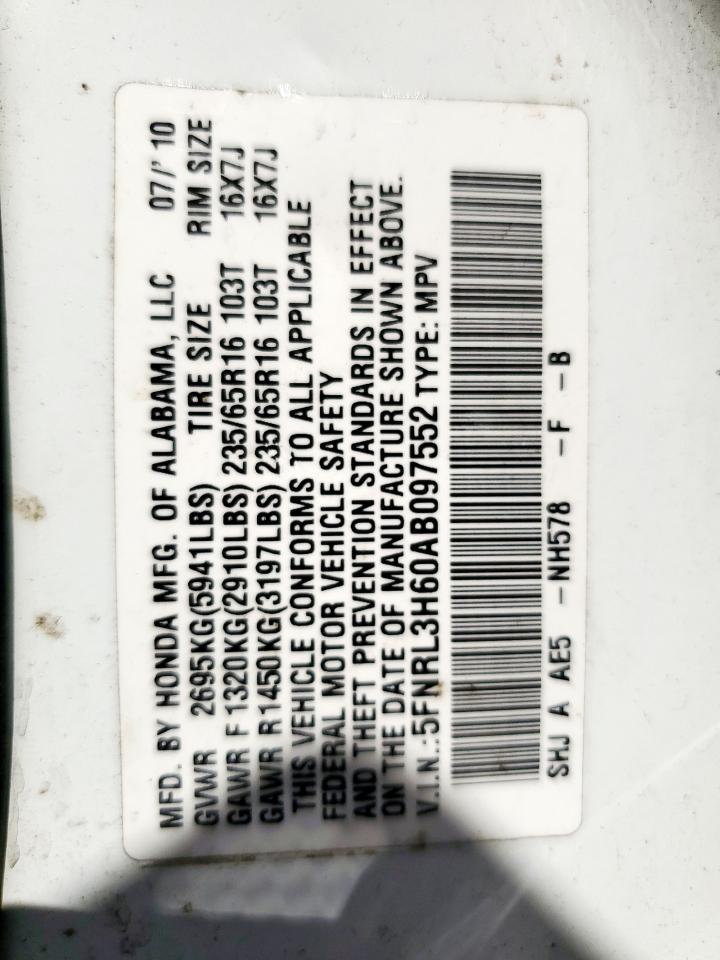 MFD. BY HONDA MFG. OF ALABAMA, LLC 07/' 10
GVWR 2695KG(5941LBS) TIRE SIZE RIM SIZE
GAWR F 1320KG(2910LBS) 235/65R16 103T 16X7J
GAWR R 1450KG(3197LBS) 235/65R16 103T 16X7J
THIS VEHICLE CONFORMS TO ALL APPLICABLE
FEDERAL MOTOR VEHICLE SAFETY
AND THEFT PREVENTION STANDARDS IN EFFECT
ON THE DATE OF MANUFACTURE SHOWN ABOVE.
V.I.N.:5FNRL3H60AB097552 TYPE: MPV
SHJ A AE5 -NH578 -F -B